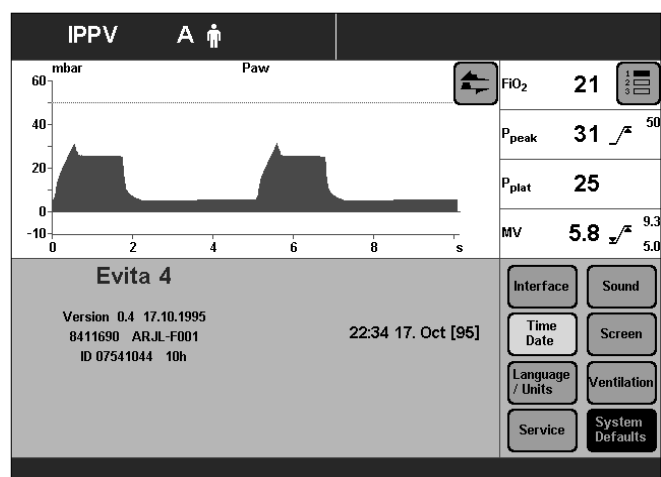 IPPV A
mbar Paw
60
40
20
0
-10
0 2 4 6 8 s
FiO2 21 1 2 3
Ppeak 31 50
Pplat 25
MV 5.8 9.3 5.0
Evita 4
Version 0.4 17.10.1995
8411690 ARJL-F001
ID 07541044 10h
22:34 17. Oct [95]
Interface Sound
Time
Date
Screen
Language
/ Units
Ventilation
Service
System
Defaults